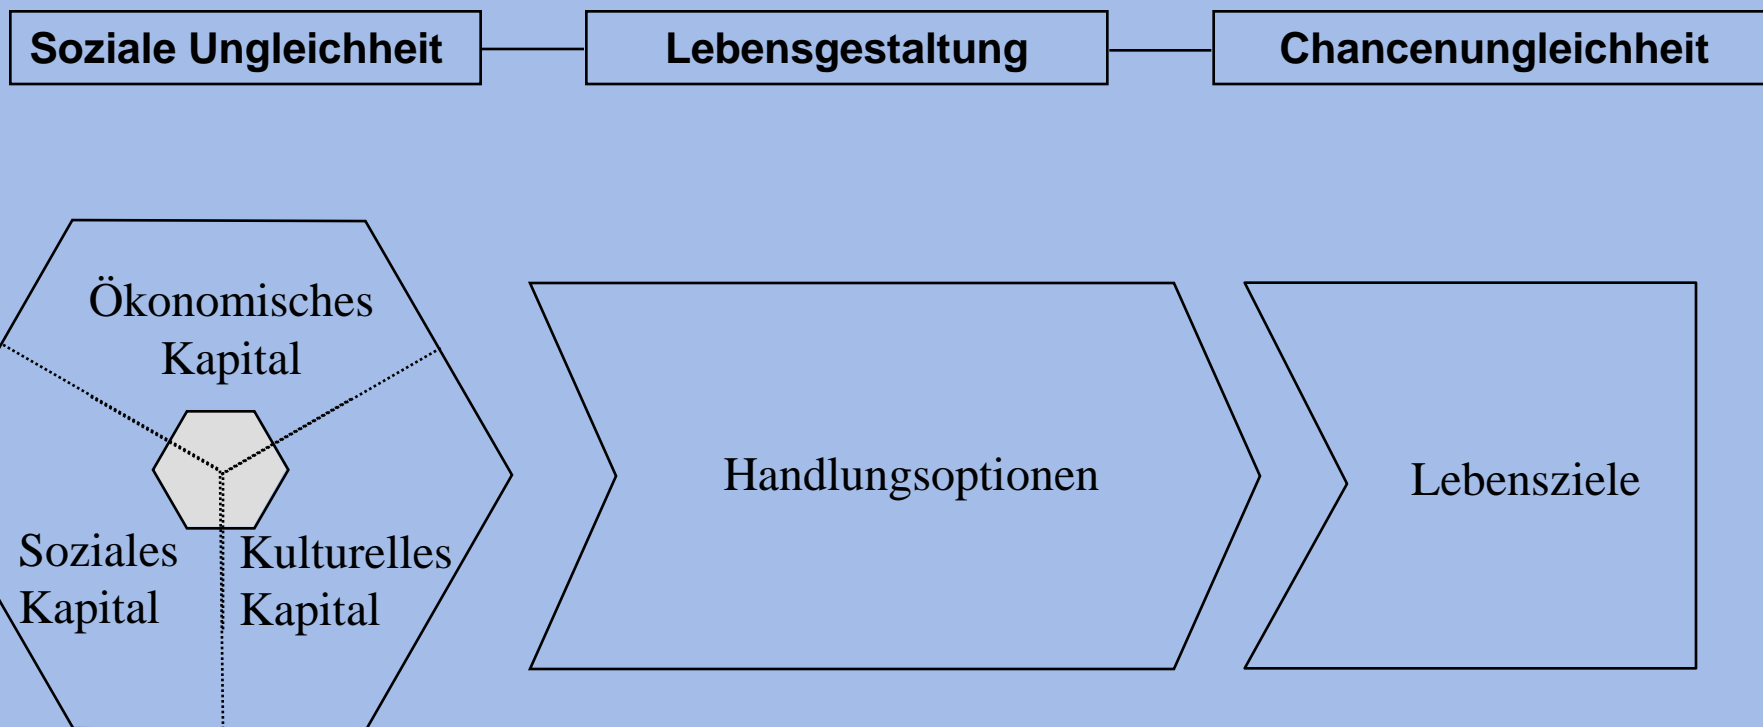 Soziale Ungleichheit
Lebensgestaltung
Chancenungleichheit
Ökonomisches
Kapital
Soziales
Kapital
Kulturelles
Kapital
Handlungsoptionen
Lebensziele